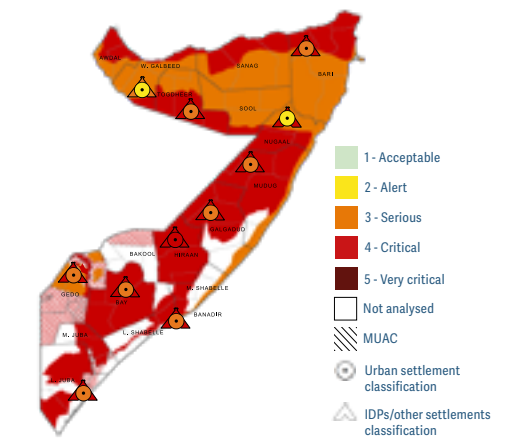 AWDAL
W. GALBEED
SANAG
BARI
TOGDHEER
SOOL
NUGAAL
MUDUG
GALGADUD
BAKOOL
HIRAAN
GEDO
BAY
M. SHABELLE
BANADIR
L. SHABELLE
M. JUBA
L. JUBA
1 - Acceptable
2 - Alert
3 - Serious
4 - Critical
5 - Very critical
Not analysed
MUAC
Urban settlement
classification
IDPs/other settlements
classification